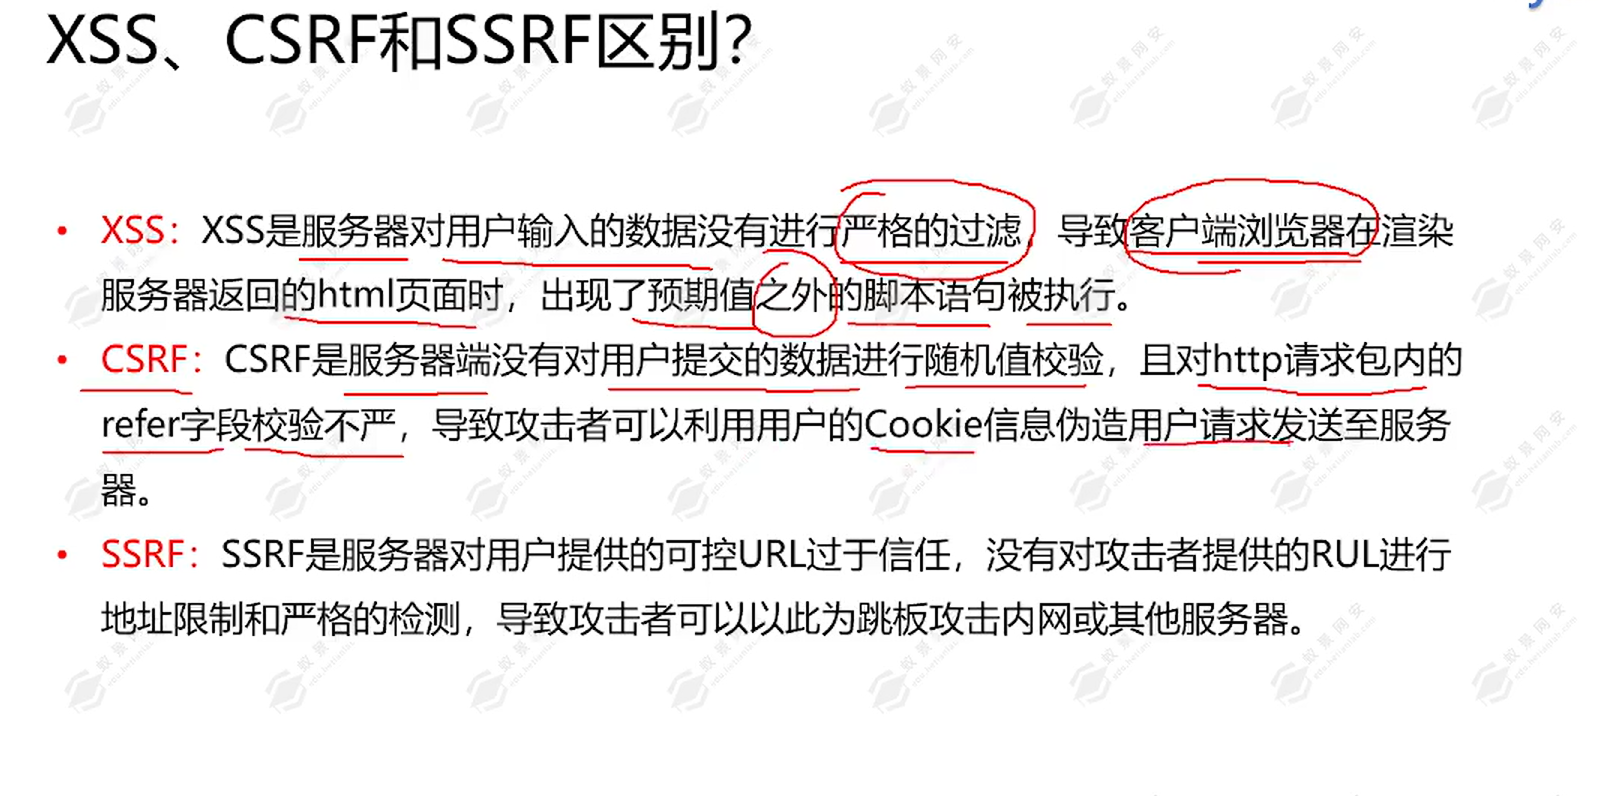 XSS、CSRF和SSRF区别？
• XSS：XSS是服务器对用户输入的数据没有进行严格的过滤，导致客户端浏览器在渲染
服务器返回的html页面时，出现了预期值之外的脚本语句被执行。
• CSRF：CSRF是服务器端没有对用户提交的数据进行随机值校验，且对http请求包内的
refer字段校验不严，导致攻击者可以利用用户的Cookie信息伪造用户请求发送至服务
器。
• SSRF：SSRF是服务器对用户提供的可控URL过于信任，没有对攻击者提供的RUL进行
地址限制和严格的检测，导致攻击者可以以此为跳板攻击内网或其他服务器。